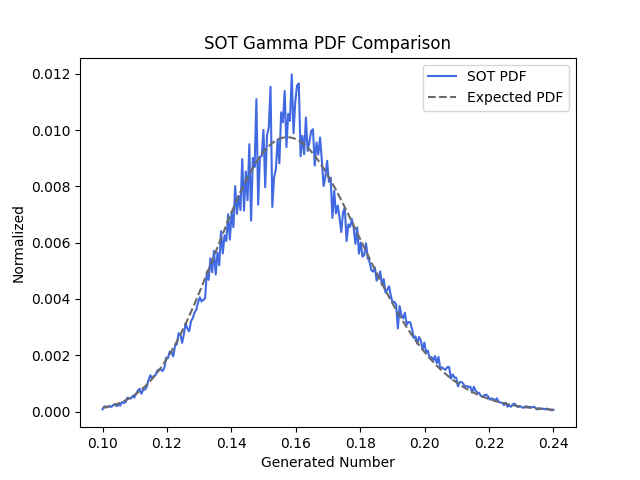 SOT Gamma PDF Comparison
SOT PDF
Expected PDF
Normalized
0.012
0.010
0.008
0.006
0.004
0.002
0.000
0.10 0.12 0.14 0.16 0.18 0.20 0.22 0.24
Generated Number